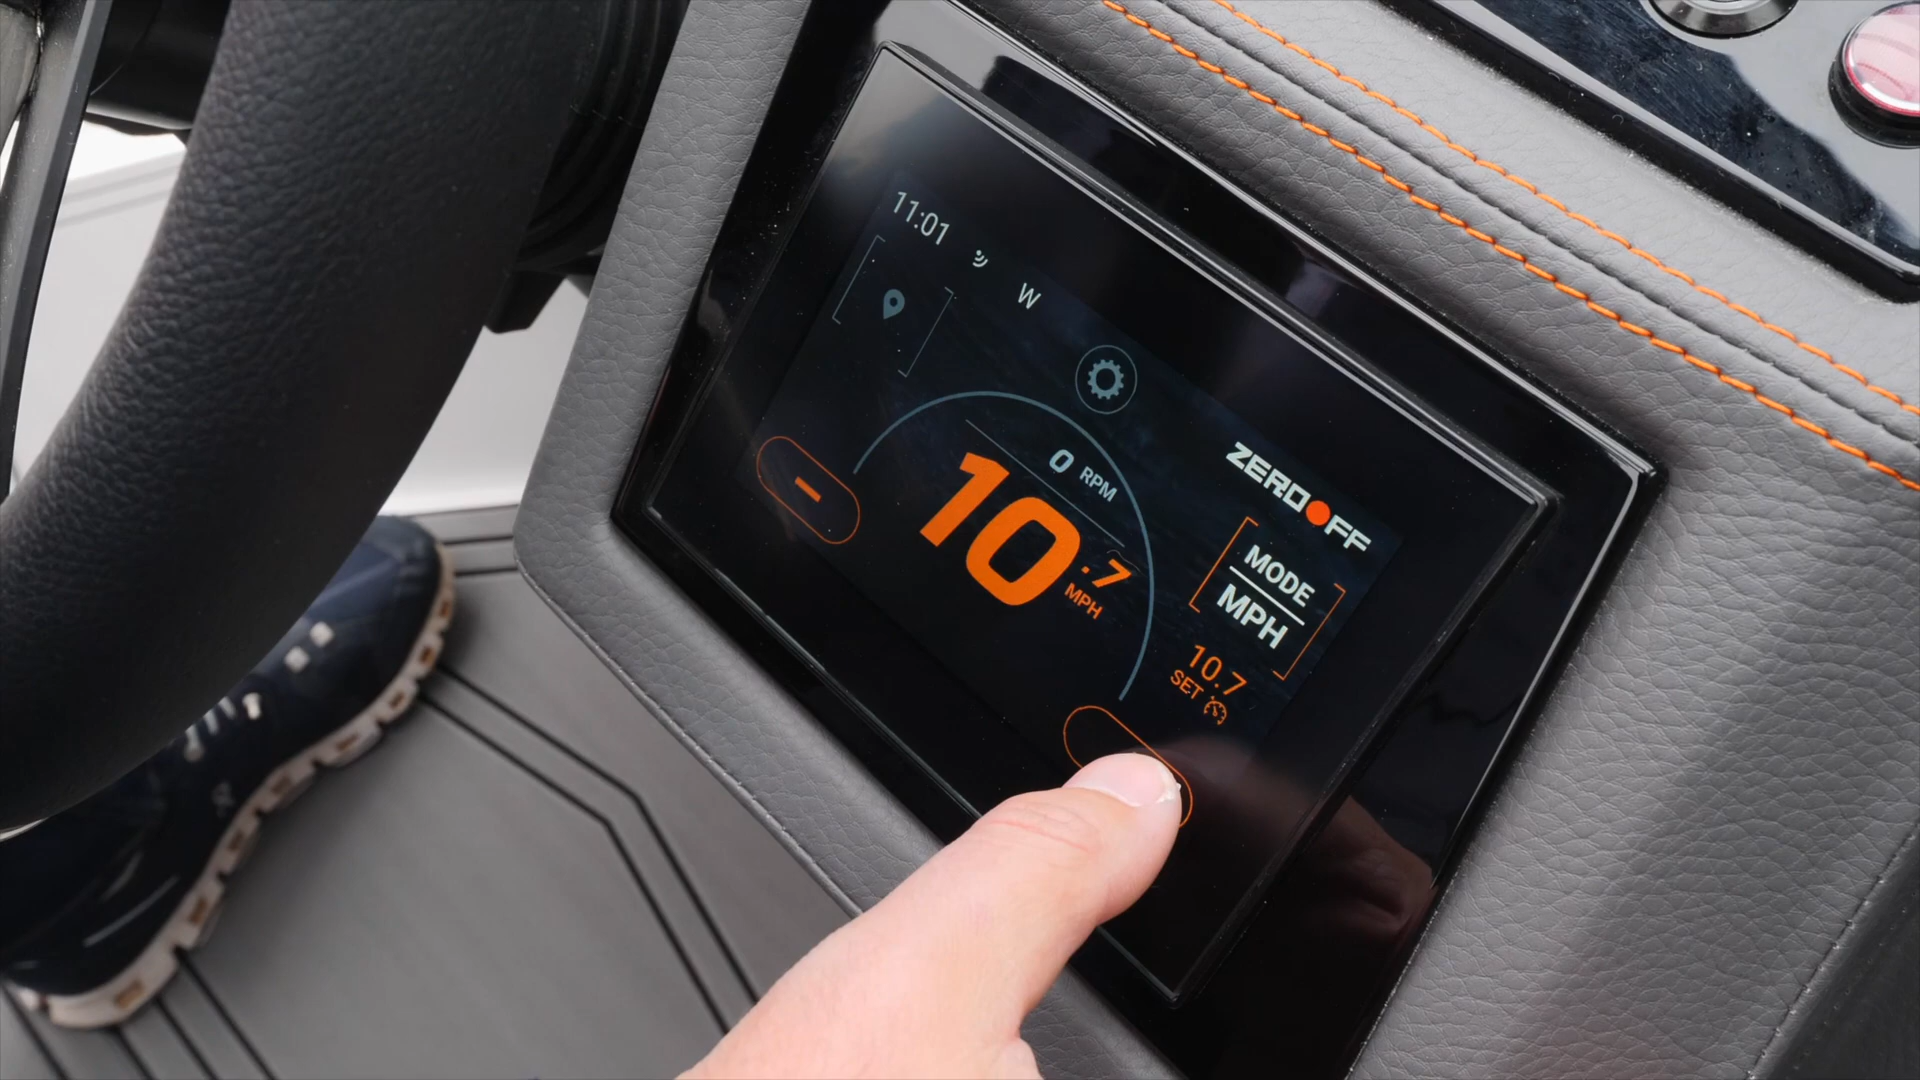 11:01
W
0 RPM
10.7
MPH
ZERO OFF
MODE
MPH
10.7
SET